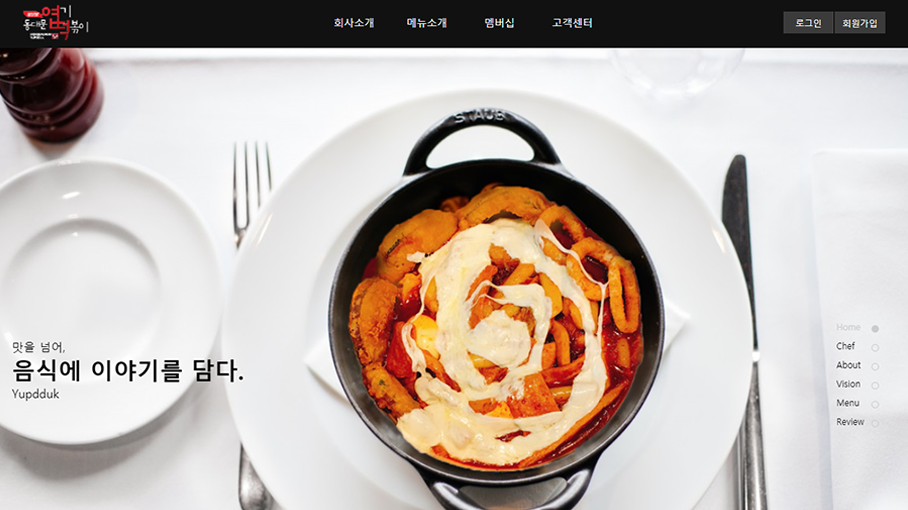 동대문
엽기
떡볶이
회사소개 메뉴소개 멤버십 고객센터
로그인 회원가입
STAUB
맛을 넘어,
음식에 이야기를 담다.
Yupdduk
Home
Chef
About
Vision
Menu
Review